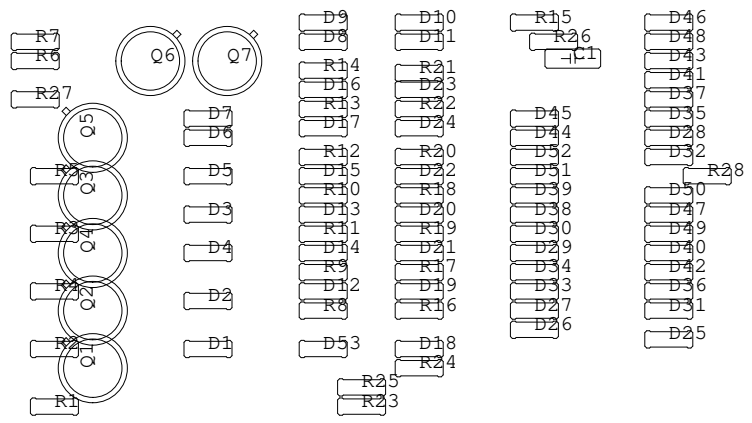 D9 D10 R15 D46
R7 D8 D11 R26 D48
R6 Q6 Q7 C1 D43
R14 R21 D41
R27 D16 D23 D37
R13 R22 D35
Q5 D7 D17 D24 D45 D28
D6 D44
R12 R20 D52 D32
R5 Q3 D5 D15 D22 D51 R28
R10 R18 D39 D50
D3 D13 D20 D38 D47
R3 Q4 R11 R19 D30 D49
D4 D14 D21 D29 D40
R9 R17 D34 D42
R4 Q2 D2 D12 D19 D33 D36
R8 R16 D27 D31
D26
R2 Q1 D1 D53 D18 D25
R24
R25
R1 R23